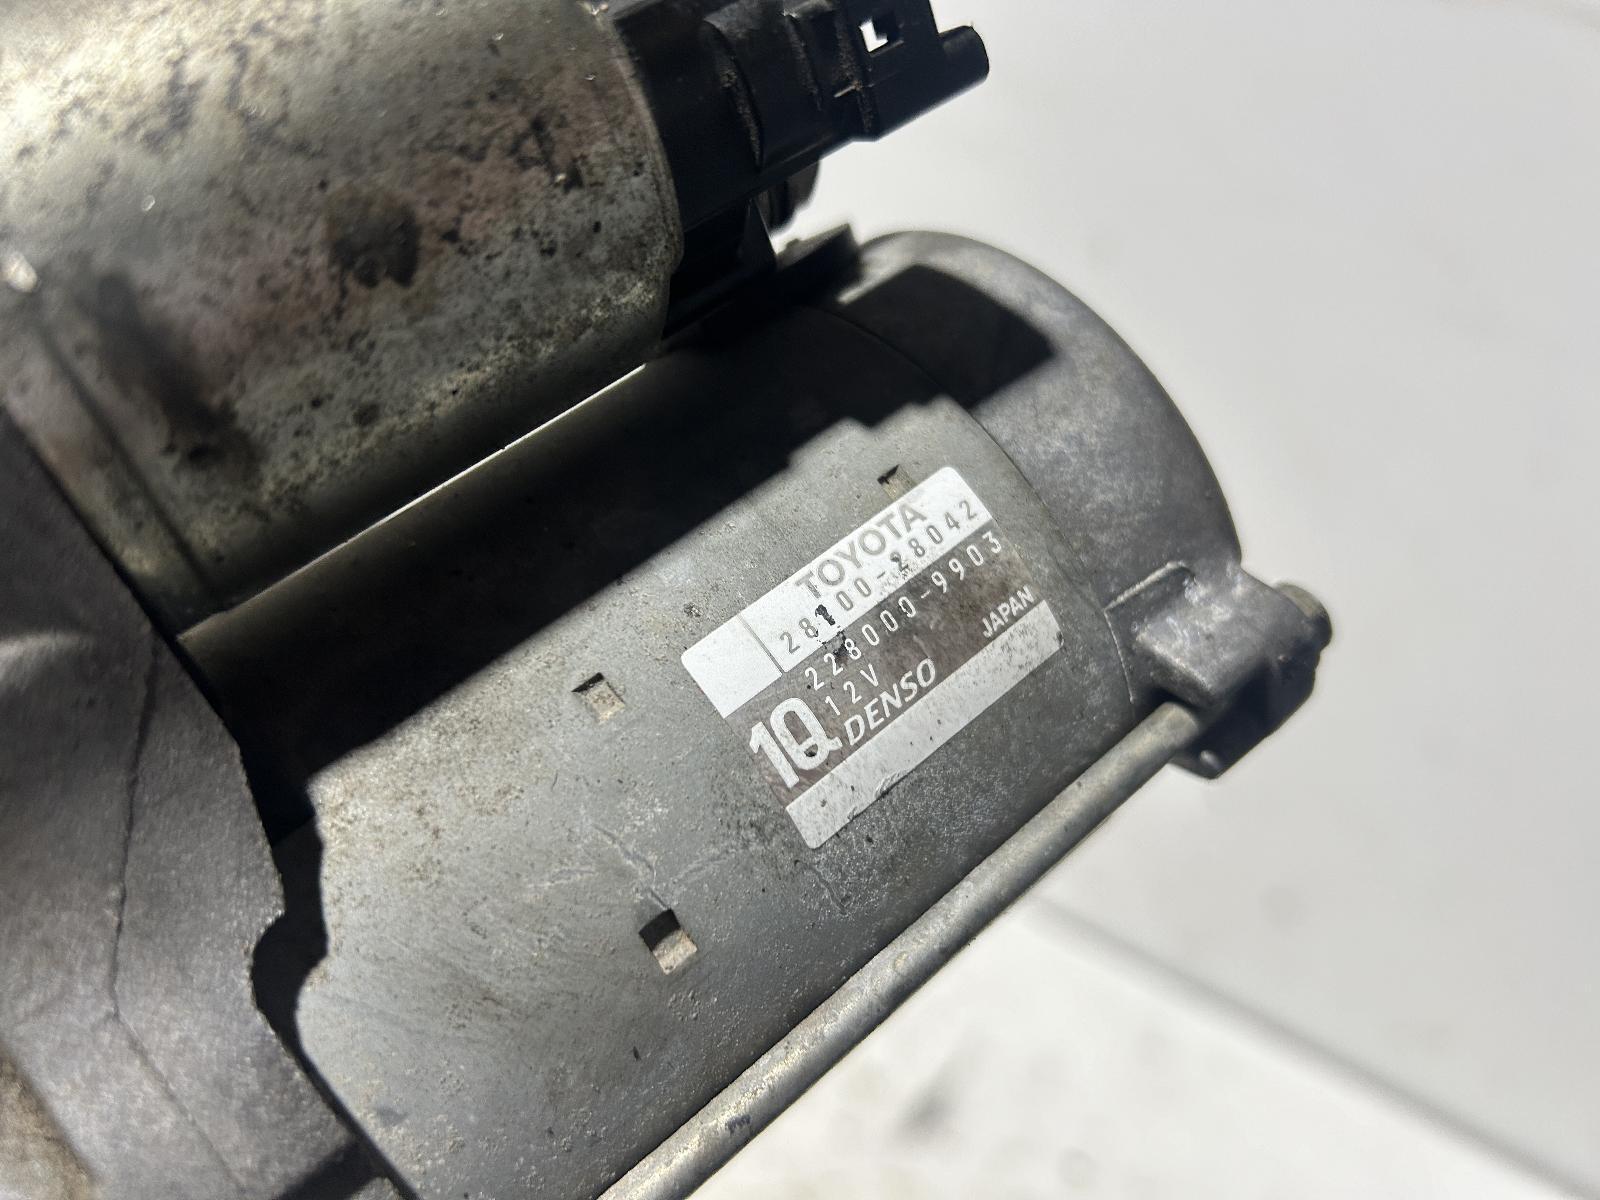 TOYOTA
28100-28042
228000-9903
12V
1Q
DENSO
JAPAN